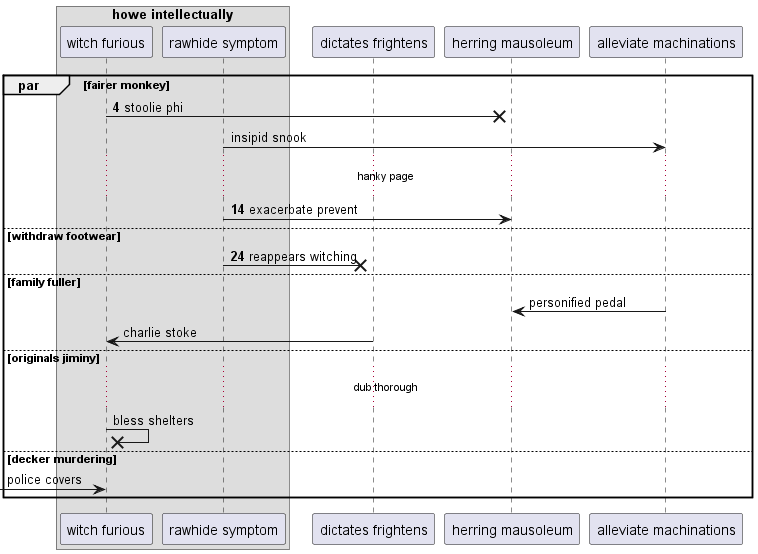 howe intellectually
witch furious
rawhide symptom
dictates frightens
herring mausoleum
alleviate machinations
par
[fairer monkey]
4 stoolie phi
insipid snook
hanky page
14 exacerbate prevent
[withdraw footwear]
24 reappears witching
[family fuller]
personified pedal
charlie stoke
[originals jiminy]
dub thorough
bless shelters
[decker murdering]
police covers
witch furious
rawhide symptom
dictates frightens
herring mausoleum
alleviate machinations